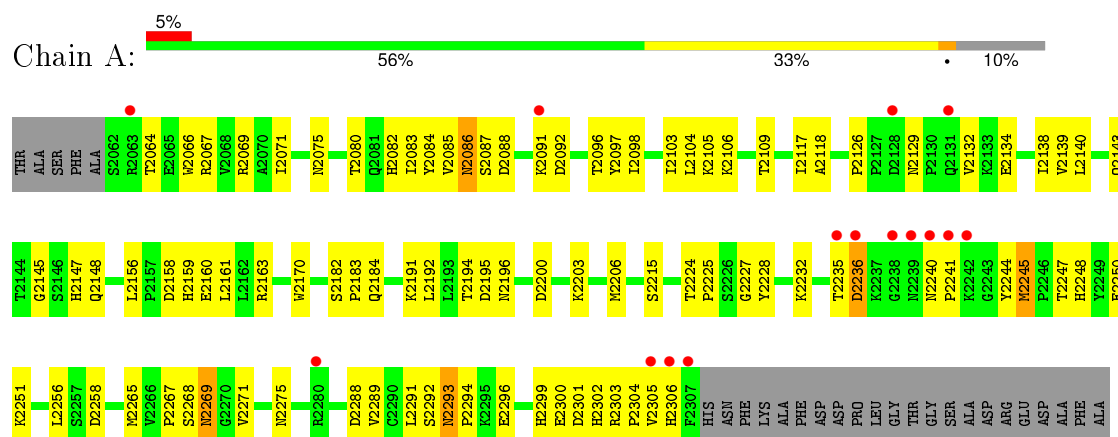 5%
Chain A:
56% 33% • 10%
THR ALA SER PHE ALA S2062 R2063 T2064 E2065 W2066 R2067 V2068 R2069 A2070 I2071 N2075 T2080 Q2081 H2082 I2083 Y2084 V2085 N2086 S2087 D2088 K2091 D2092 T2096 Y2097 I2098 I2103 L2104 K2105 K2106 T2109 I2117 A2118 P2126 P2127 D2128 N2129 P2130 Q2131 V2132 K2133 E2134 I2138 V2139 L2140
T2144 G2145 S2146 H2147 Q2148 L2156 P2157 D2158 H2159 E2160 L2161 L2162 R2163 W2170 S2182 P2183 Q2184 K2191 L2192 L2193 T2194 D2195 N2196 D2200 K2203 M2206 S2215 T2224 P2225 S2226 G2227 Y2228 K2232 T2235 D2236 K2237 G2238 N2239 N2240 P2241 K2242 G2243 Y2244 M2245 P2246 T2247 H2248 Y2249
K2251 L2256 S2257 D2258 M2265 V2266 P2267 S2268 N2269 G2270 V2271 N2275 R2280 D2288 V2289 C2290 L2291 S2292 N2293 P2294 K2295 E2296 H2299 E2300 D2301 H2302 R2303 P2304 V2305 H2306 F2307 HIS ASN PHE LYS ALA PHE ASP ASP PRO LEU GLY THR GLY SER ALA ASP ARG GLU ASP ALA PHE ALA